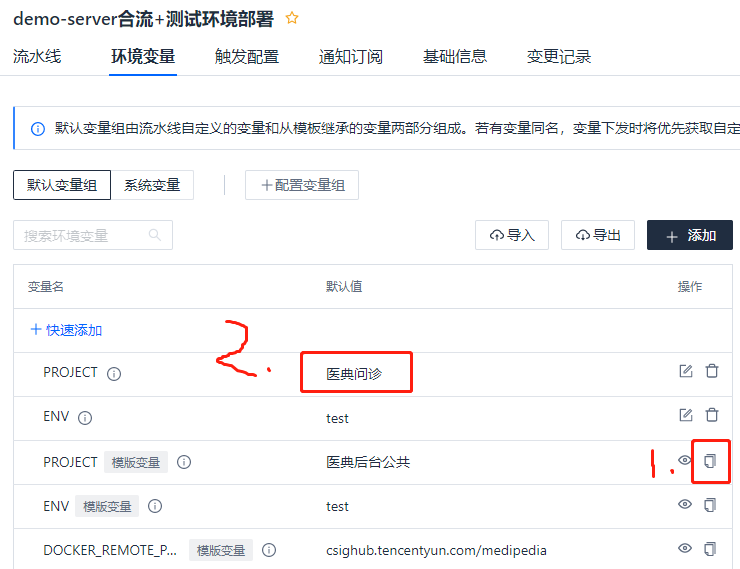 demo-server合流+测试环境部署
流水线 环境变量 触发配置 通知订阅 基础信息 变更记录
默认变量组由流水线自定义的变量和从模板继承的变量两部分组成。若有变量同名，变量下发时将优先获取自定
默认变量组 系统变量 +配置变量组
搜索环境变量 导入 导出 + 添加
变量名 默认值 操作
+ 快速添加
2.
PROJECT 医典问诊
ENV test
PROJECT 模版变量 医典后台公共 1.
ENV 模版变量 test
DOCKER_REMOTE_P... 模版变量 csighub.tencentyun.com/medipedia